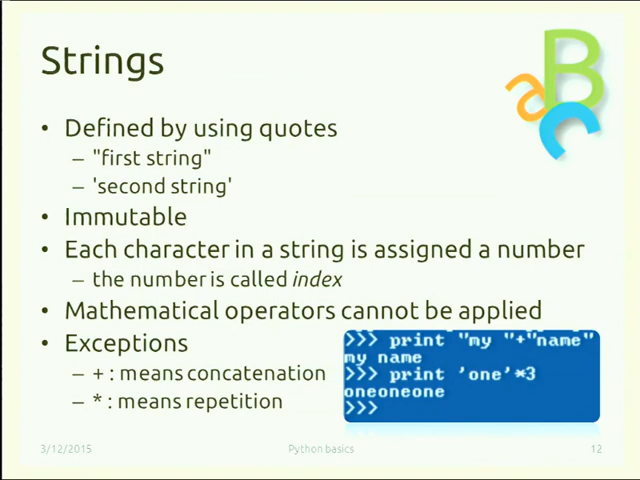 Strings
aBC
• Defined by using quotes
– "first string"
– 'second string'
• Immutable
• Each character in a string is assigned a number
– the number is called index
• Mathematical operators cannot be applied
• Exceptions
– + : means concatenation
– * : means repetition
>>> print "my "+"name"
my name
>>> print 'one'*3
oneoneone
>>>
3/12/2015
Python basics
12